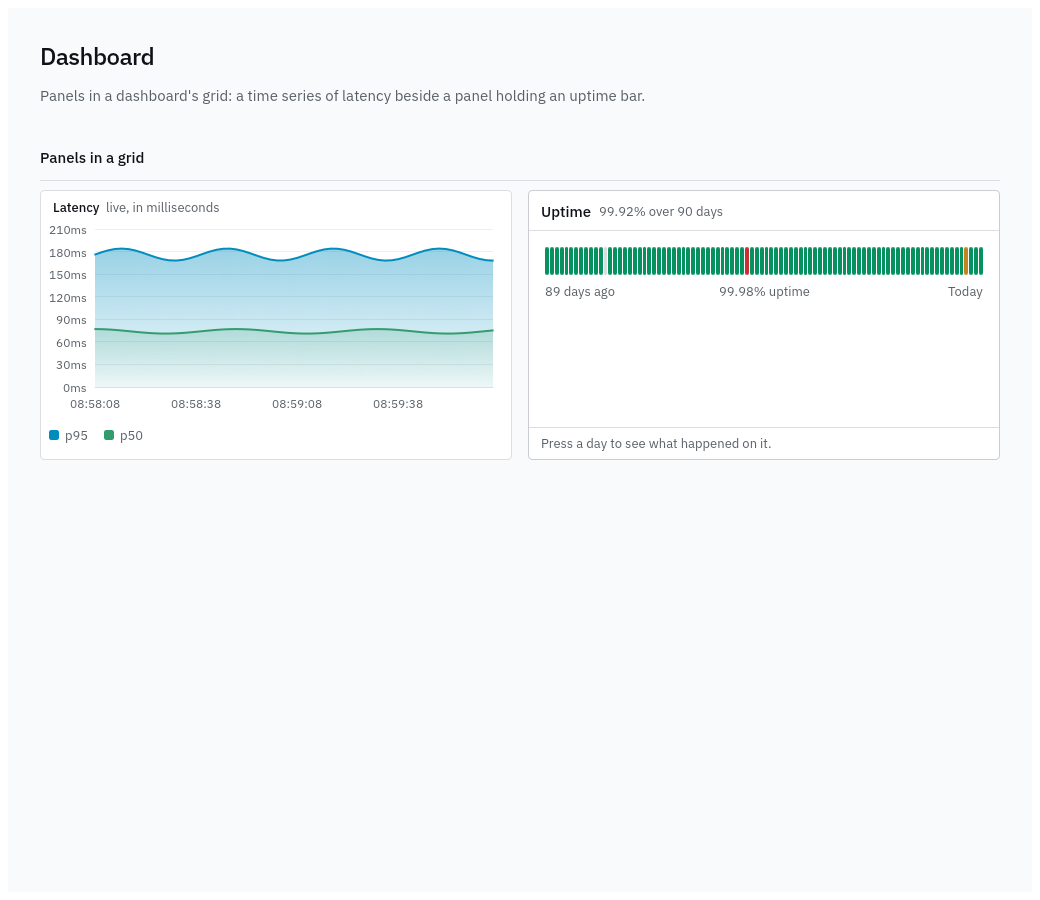 Dashboard
Panels in a dashboard's grid: a time series of latency beside a panel holding an uptime bar.
Panels in a grid
Latency live, in milliseconds
210ms
180ms
150ms
120ms
90ms
60ms
30ms
0ms
08:58:08 08:58:38 08:59:08 08:59:38
p95 p50
Uptime 99.92% over 90 days
89 days ago 99.98% uptime Today
Press a day to see what happened on it.